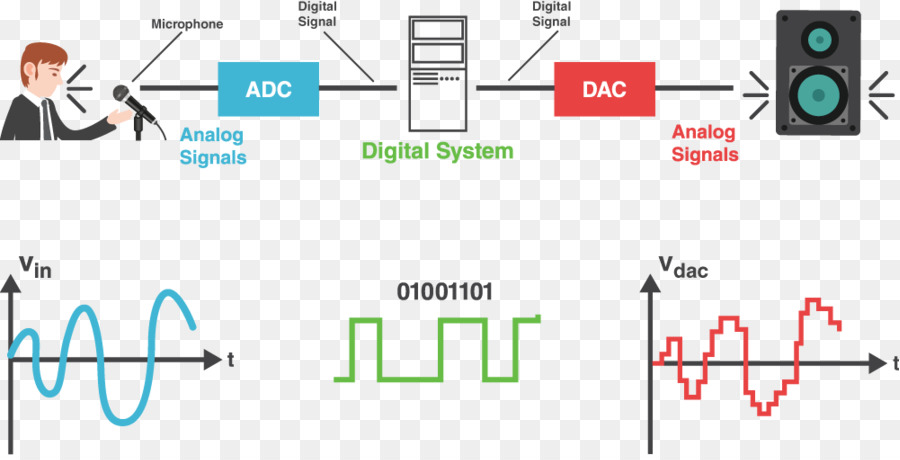 Digital
Signal
Digital
Signal
Microphone
ADC
DAC
Analog
Signals
Digital System
Analog
Signals
Vin
t
01001101
Vdac
t